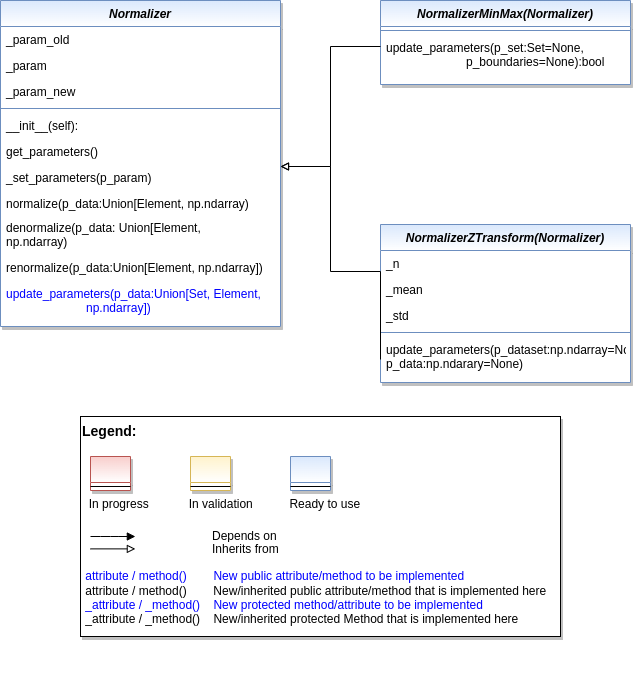 Normalizer
_param_old
_param
_param_new
__init__(self):
get_parameters()
_set_parameters(p_param)
normalize(p_data:Union[Element, np.ndarray)
denormalize(p_data: Union[Element,
np.ndarray)
renormalize(p_data:Union[Element, np.ndarray])
update_parameters(p_data:Union[Set, Element,
np.ndarray])
NormalizerMinMax(Normalizer)
update_parameters(p_set:Set=None,
p_boundaries=None):bool
NormalizerZTransform(Normalizer)
_n
_mean
_std
update_parameters(p_dataset:np.ndarray=No
p_data:np.ndarary=None)
Legend:
In progress
In validation
Ready to use
Depends on
Inherits from
attribute / method() New public attribute/method to be implemented
attribute / method() New/inherited public attribute/method that is implemented here
_attribute / _method() New protected method/attribute to be implemented
_attribute / _method() New/inherited protected Method that is implemented here